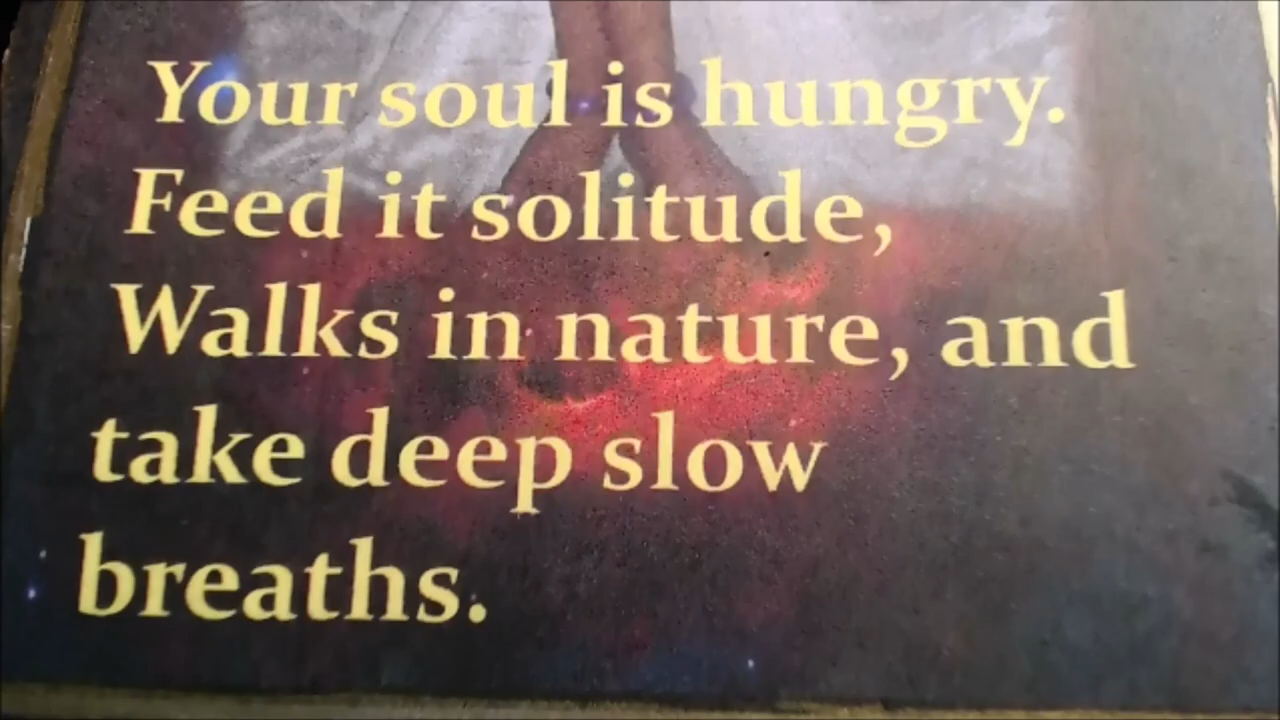 Your soul is hungry.
Feed it solitude,
Walks in nature, and
take deep slow
breaths.